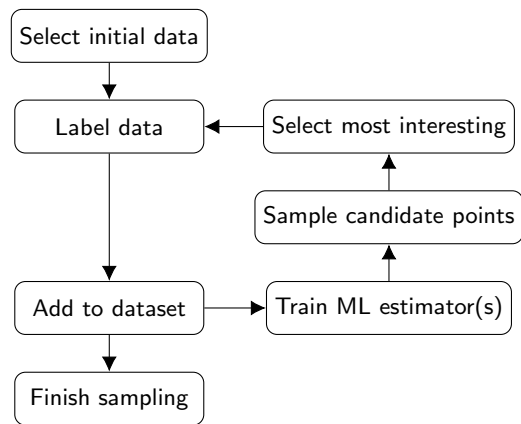 Select initial data
Label data
Select most interesting
Sample candidate points
Add to dataset
Train ML estimator(s)
Finish sampling